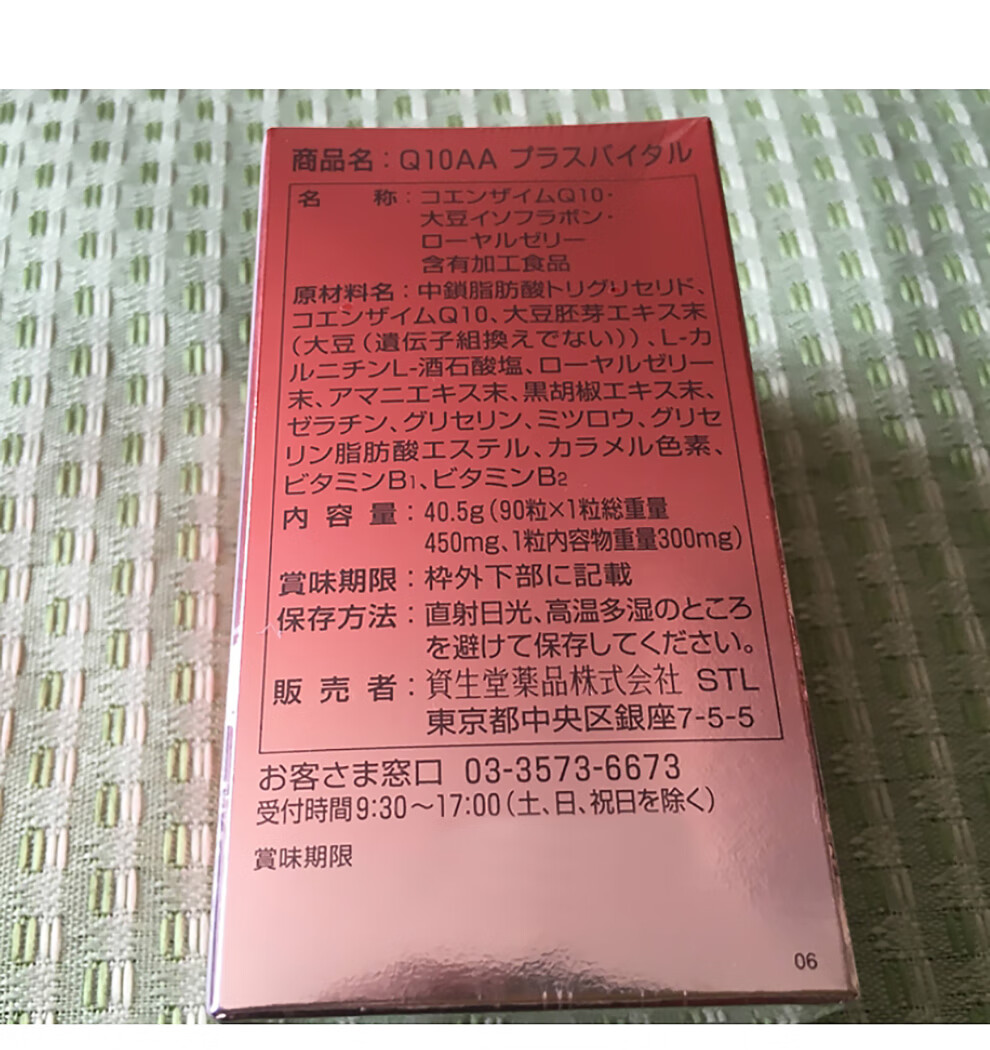 商品名：Q10AA プラスバイタル
名　　称：コエンザイムQ10・
大豆イソフラボン・
ローヤルゼリー
含有加工食品
原材料名：中鎖脂肪酸トリグリセリド、
コエンザイムQ10、大豆胚芽エキス末
(大豆(遺伝子組換えでない))、L-カ
ルニチンL-酒石酸塩、ローヤルゼリー
末、アマニエキス末、黒胡椒エキス末、
ゼラチン、グリセリン、ミツロウ、グリセ
リン脂肪酸エステル、カラメル色素、
ビタミンB1、ビタミンB2
内 容 量：40.5g(90粒×1粒総重量
450mg、1粒内容物重量300mg)
賞味期限：枠外下部に記載
保存方法：直射日光、高温多湿のところ
を避けて保存してください。
販 売 者：資生堂薬品株式会社 STL
東京都中央区銀座7-5-5
お客さま窓口 03-3573-6673
受付時間9:30～17:00(土、日、祝日を除く)
賞味期限
06